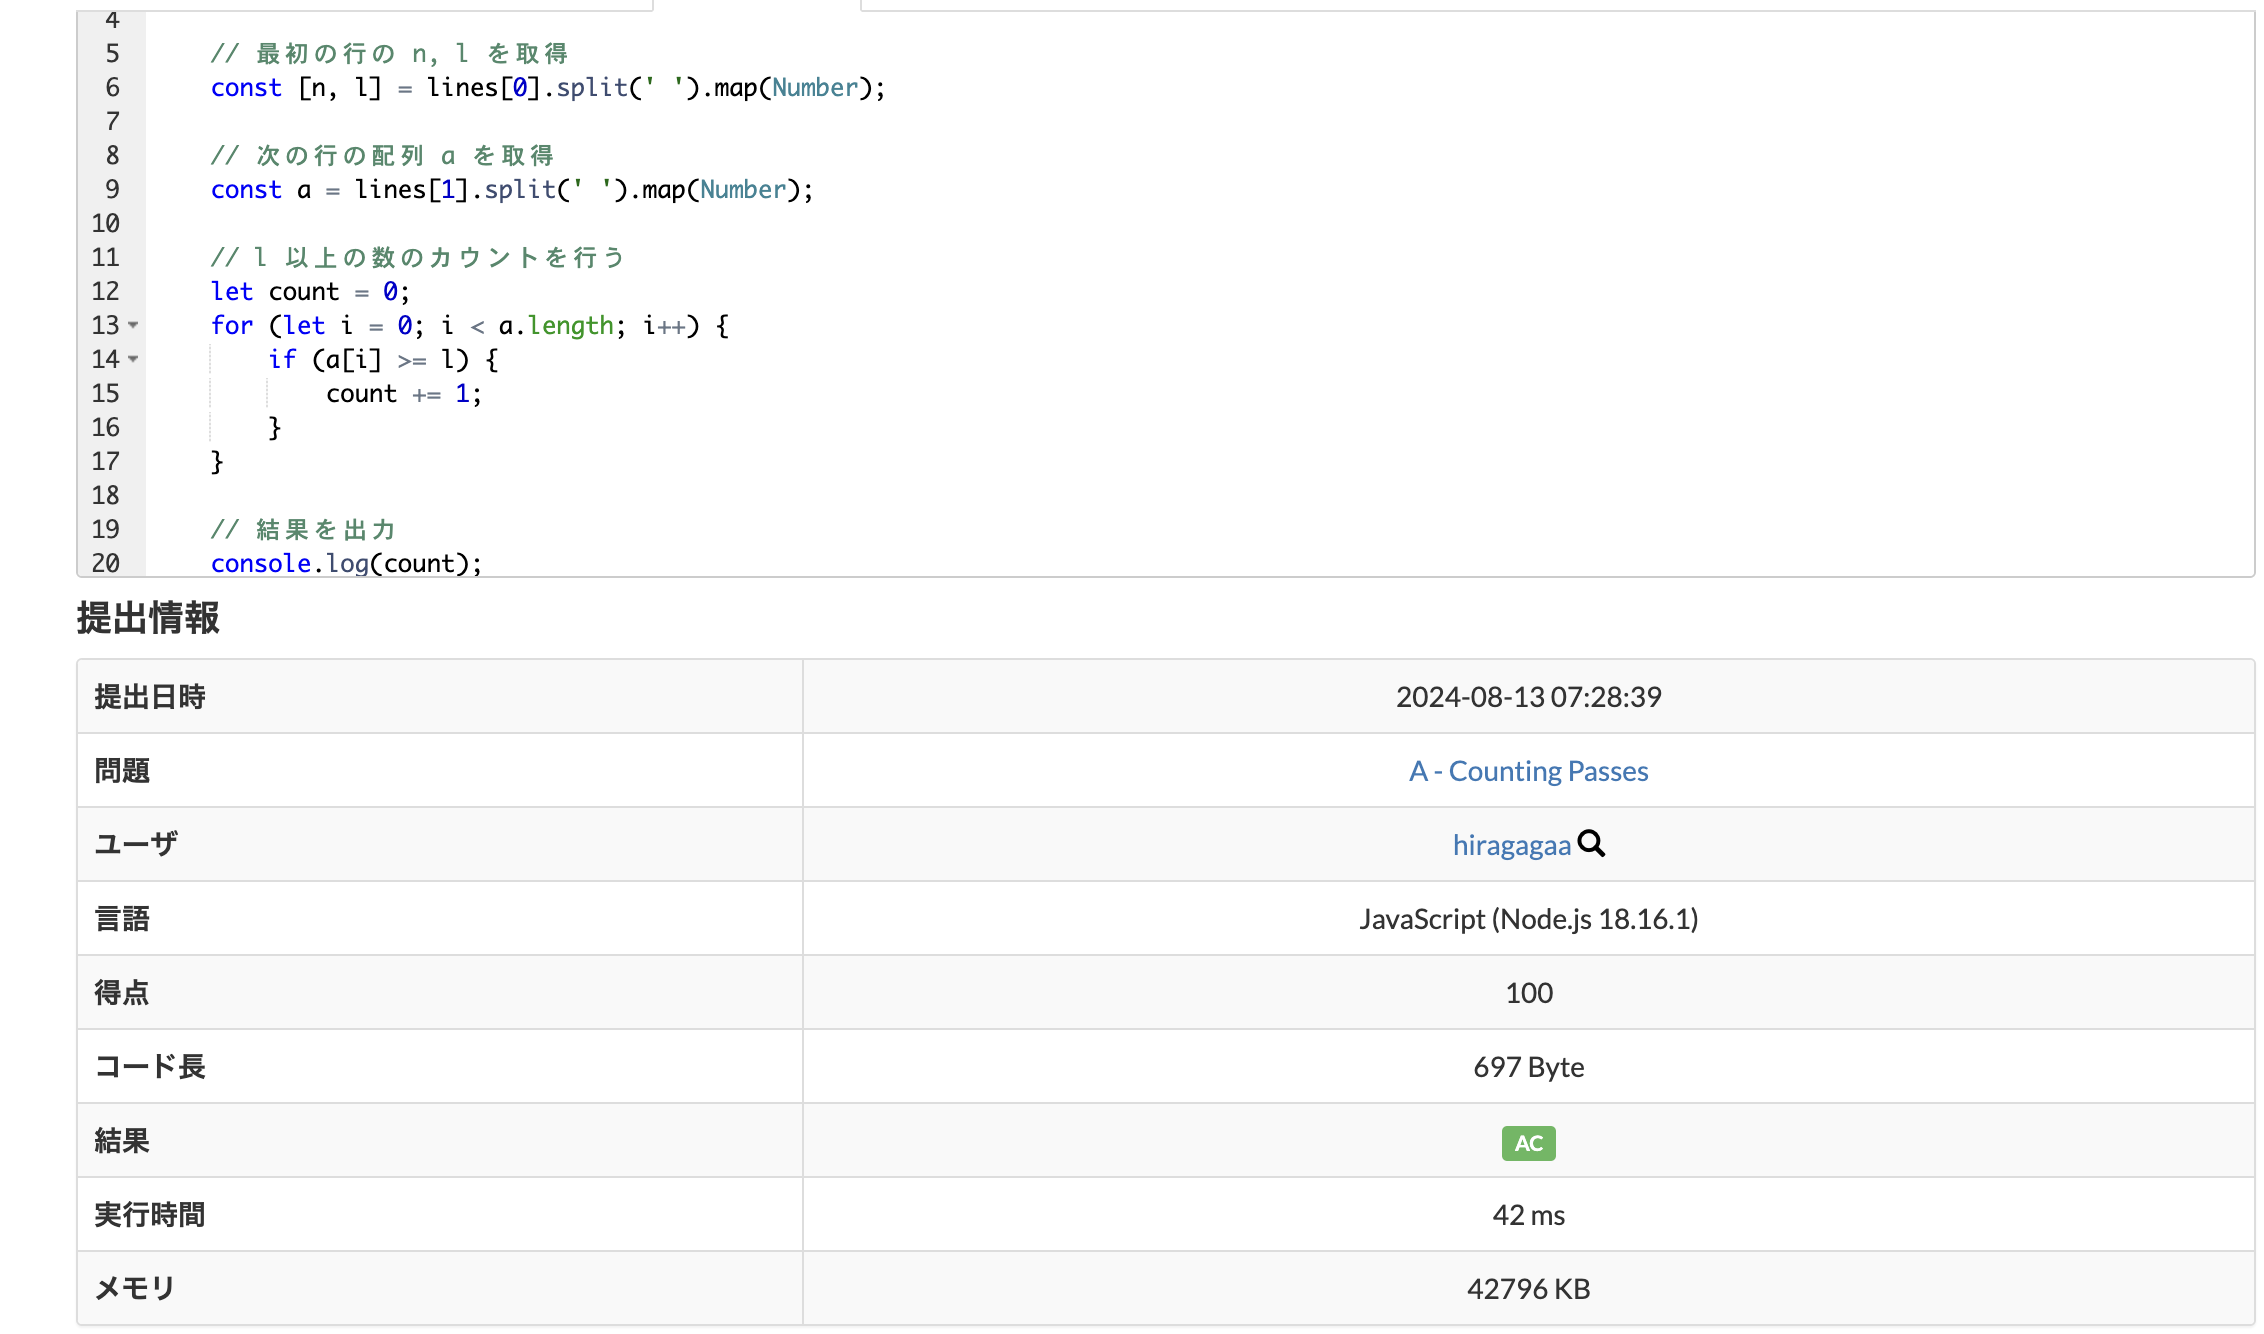 4
5 // 最初の行の n, l を取得
6 const [n, l] = lines[0].split(' ').map(Number);
7
8 // 次の行の配列 a を取得
9 const a = lines[1].split(' ').map(Number);
10
11 // l 以上の数のカウントを行う
12 let count = 0;
13 for (let i = 0; i < a.length; i++) {
14 if (a[i] >= l) {
15 count += 1;
16 }
17 }
18
19 // 結果を出力
20 console.log(count);
提出情報
提出日時 2024-08-13 07:28:39
問題 A - Counting Passes
ユーザ hiragagaa
言語 JavaScript (Node.js 18.16.1)
得点 100
コード長 697 Byte
結果 AC
実行時間 42 ms
メモリ 42796 KB